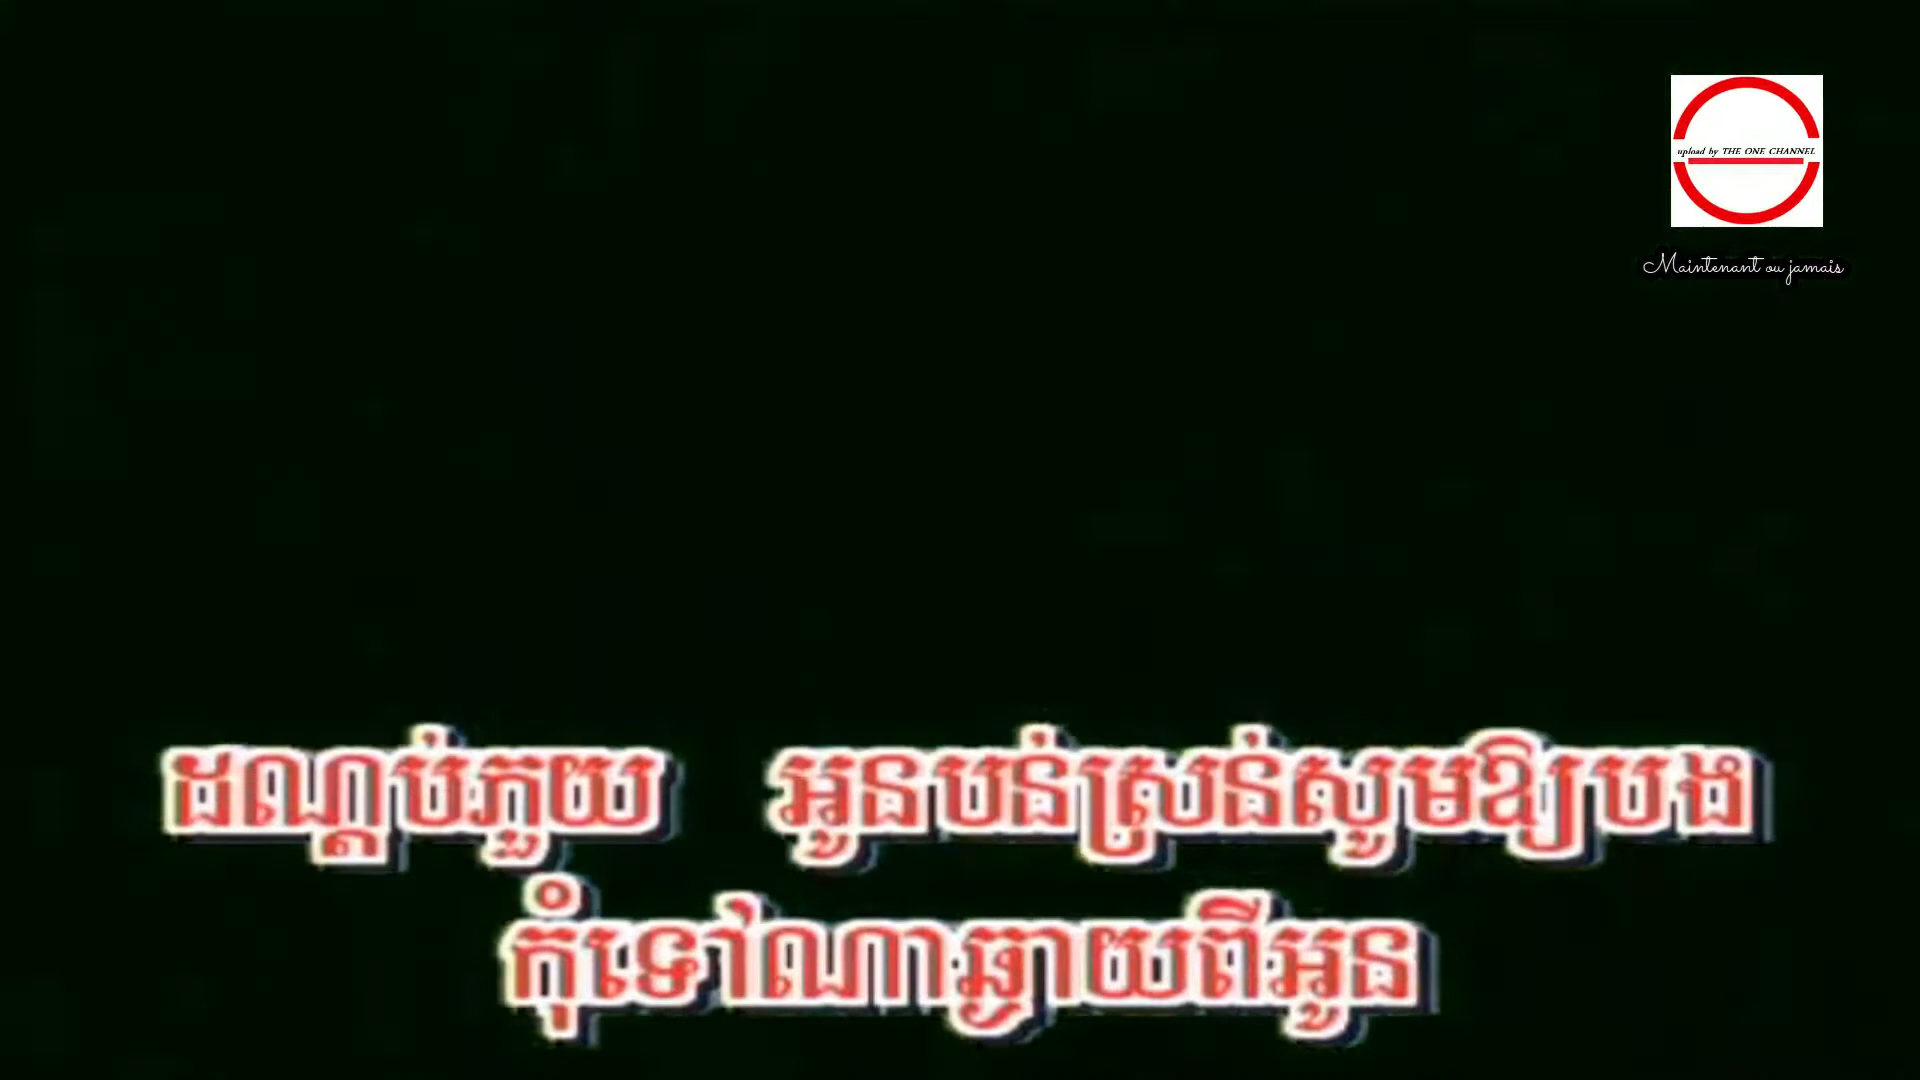 upload by THE ONE CHANNEL
Maintenant ou jamais
ដណ្ដប់ភួយ អូនបន់ស្រន់សូមឱ្យបង
កុំទៅណាឆ្ងាយពីអូន